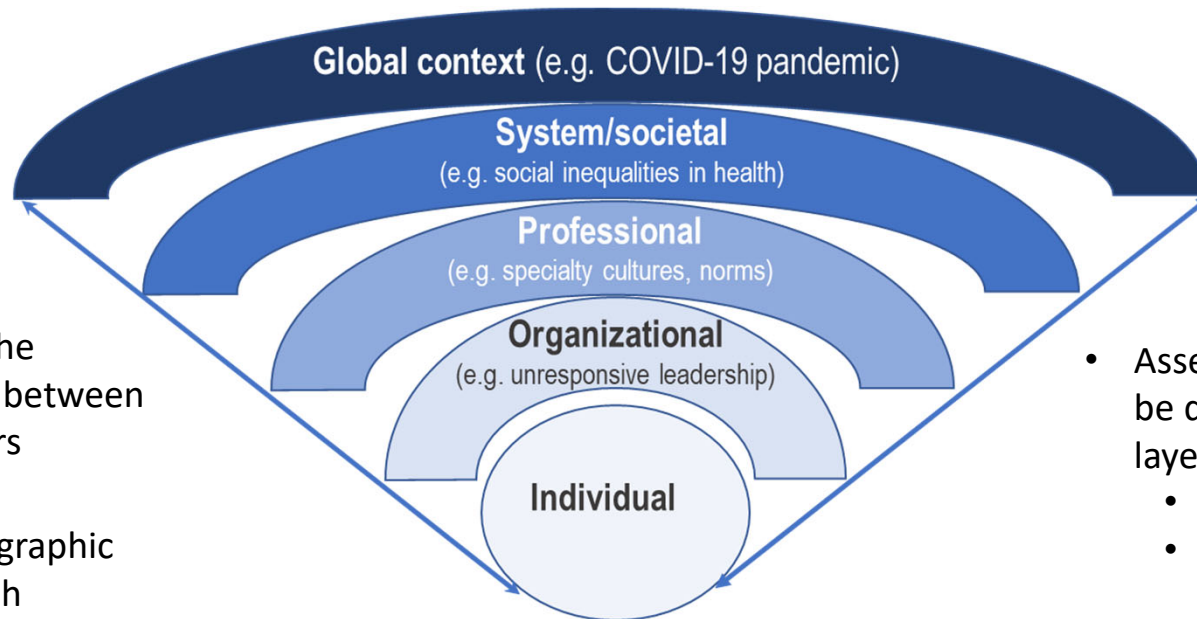 Global context (e.g. COVID-19 pandemic)
System/societal
(e.g. social inequalities in health)
Professional
(e.g. specialty cultures, norms)
Organizational
(e.g. unresponsive leadership)
Individual
he
between
rs
graphic
h
• Asse
be c
laye
•
•